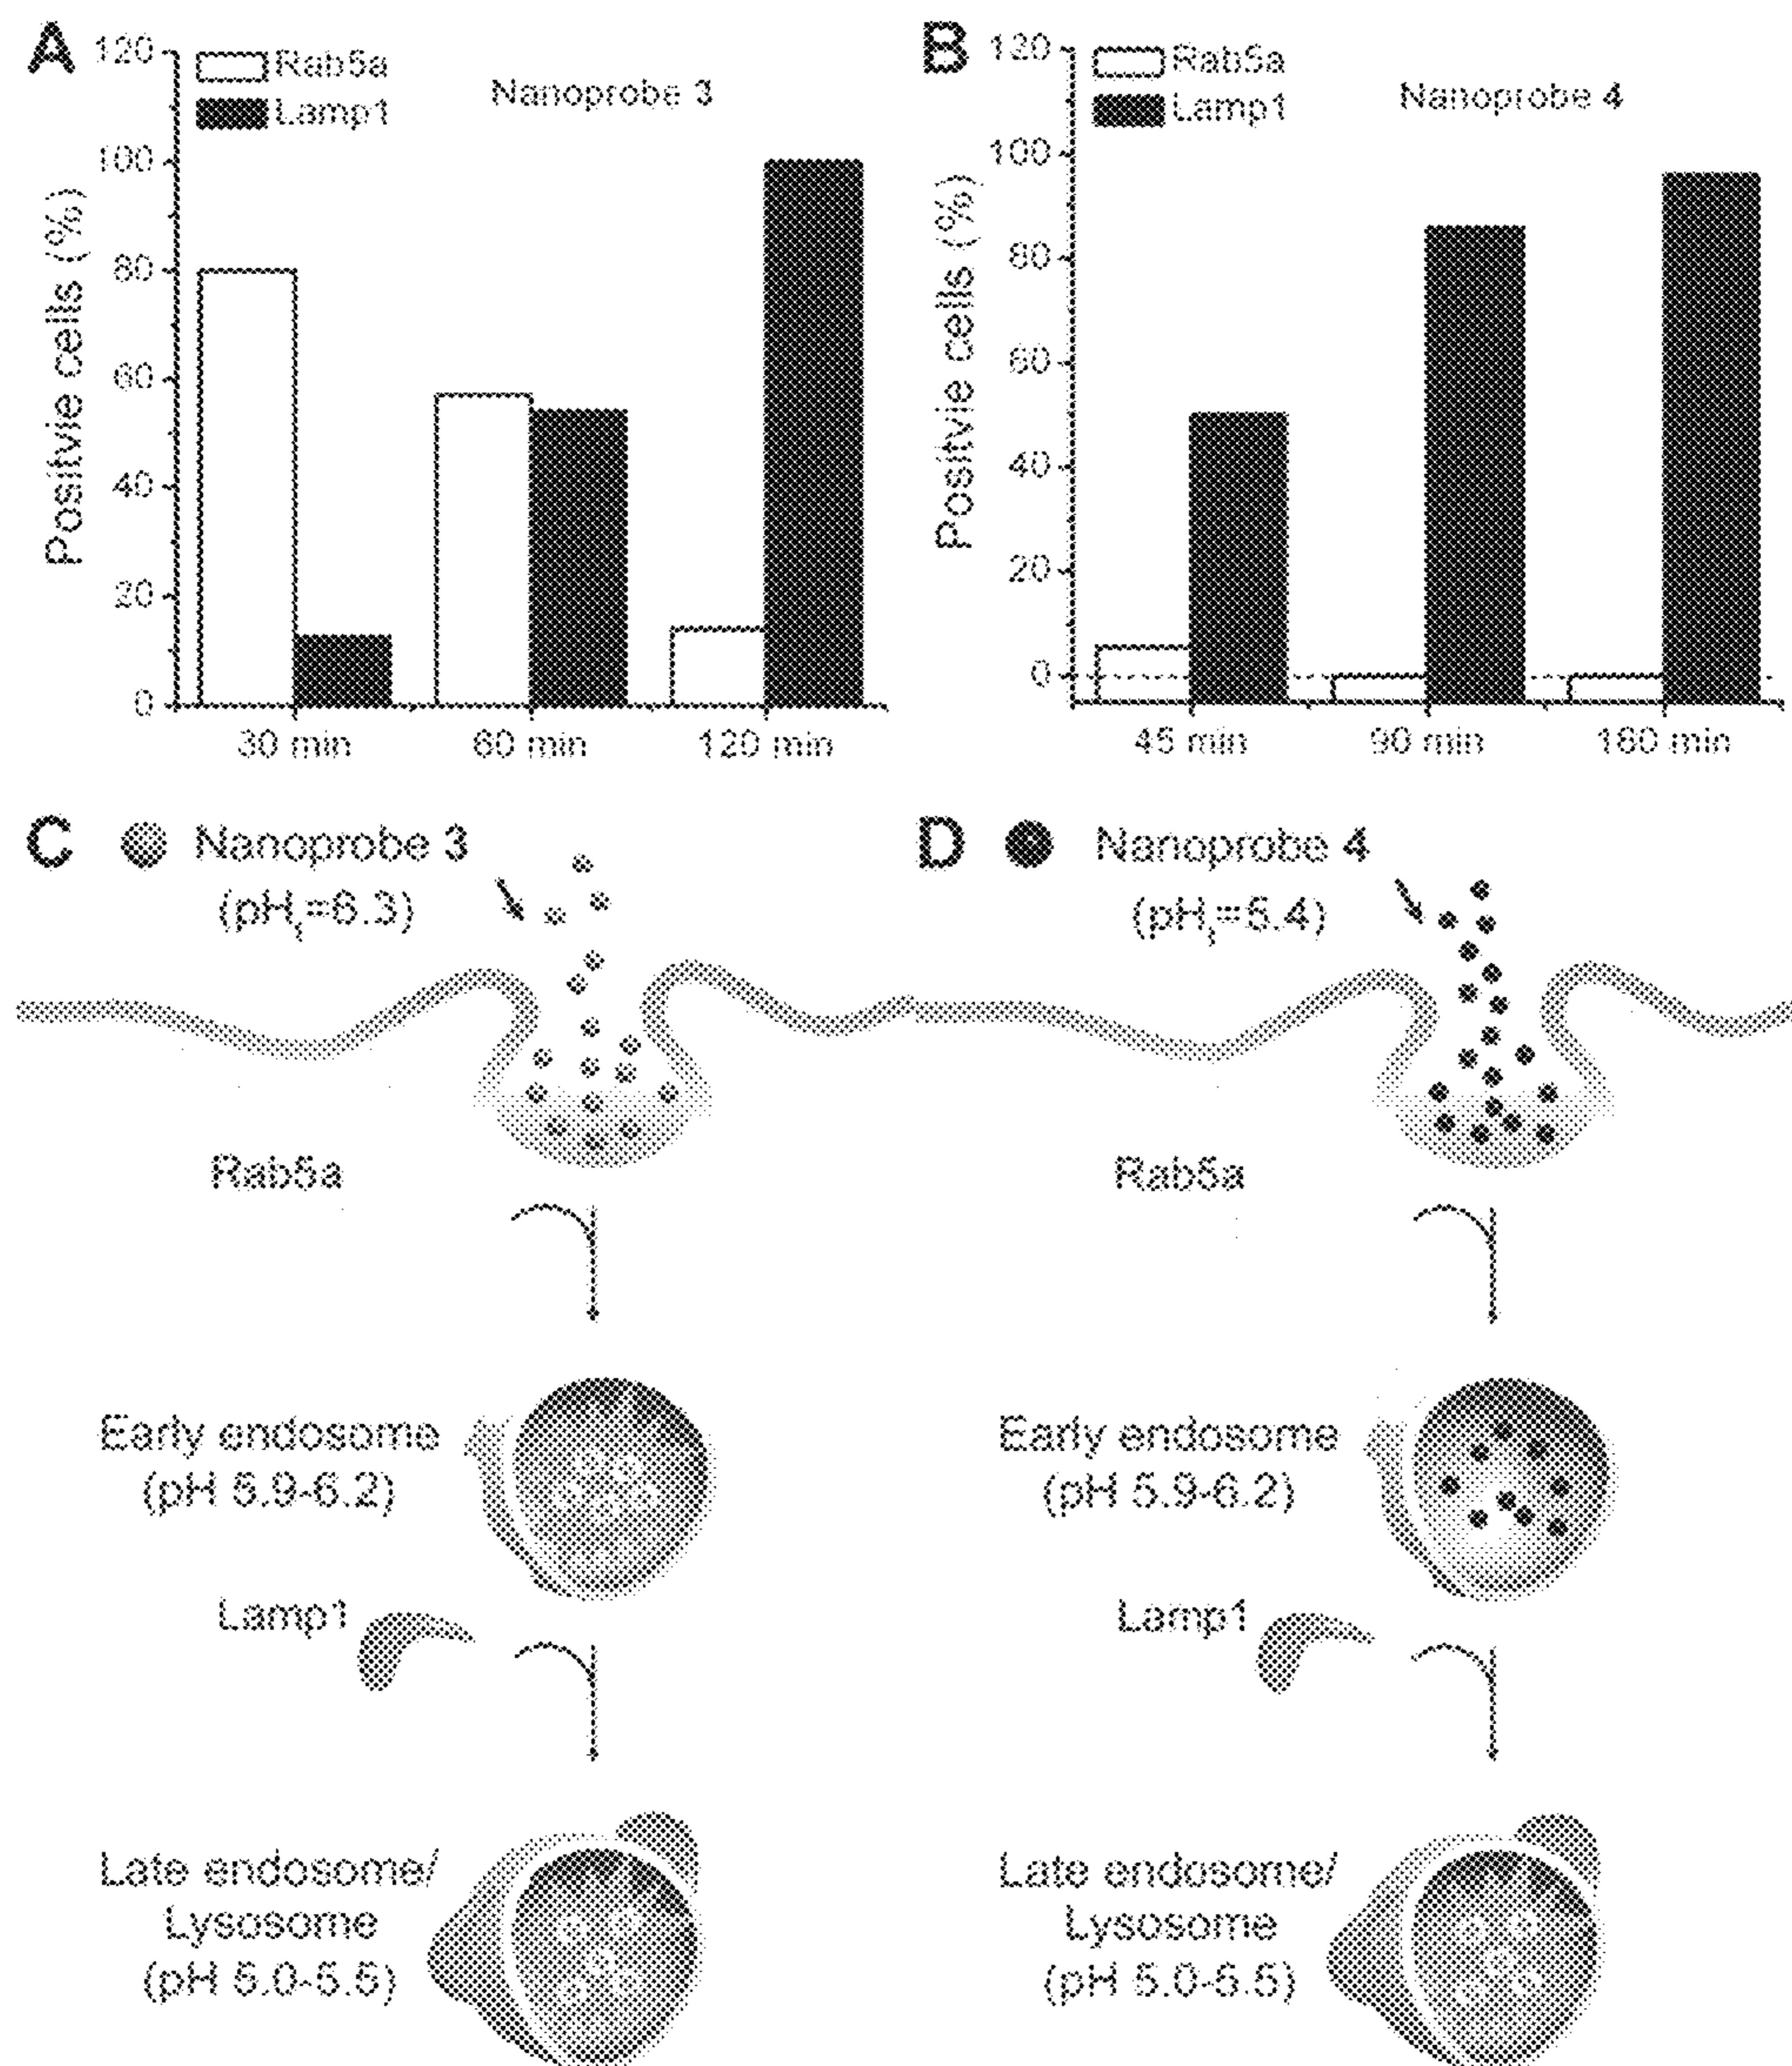 A
120
Rab5a
Lamp1
Nanoprobe 3
100
80
60
40
20
0
Positvie cells (%)
30 min
60 min
120 min
B
120
Rab5a
Lamp1
Nanoprobe 4
100
80
60
40
20
0
Positvie cells (%)
45 min
90 min
180 min
C
Nanoprobe 3
(pHt=6.3)
Rab5a
Early endosome
(pH 5.9-6.2)
Lamp1
Late endosome/
Lysosome
(pH 5.0-5.5)
D
Nanoprobe 4
(pHt=5.4)
Rab5a
Early endosome
(pH 5.9-6.2)
Lamp1
Late endosome/
Lysosome
(pH 5.0-5.5)